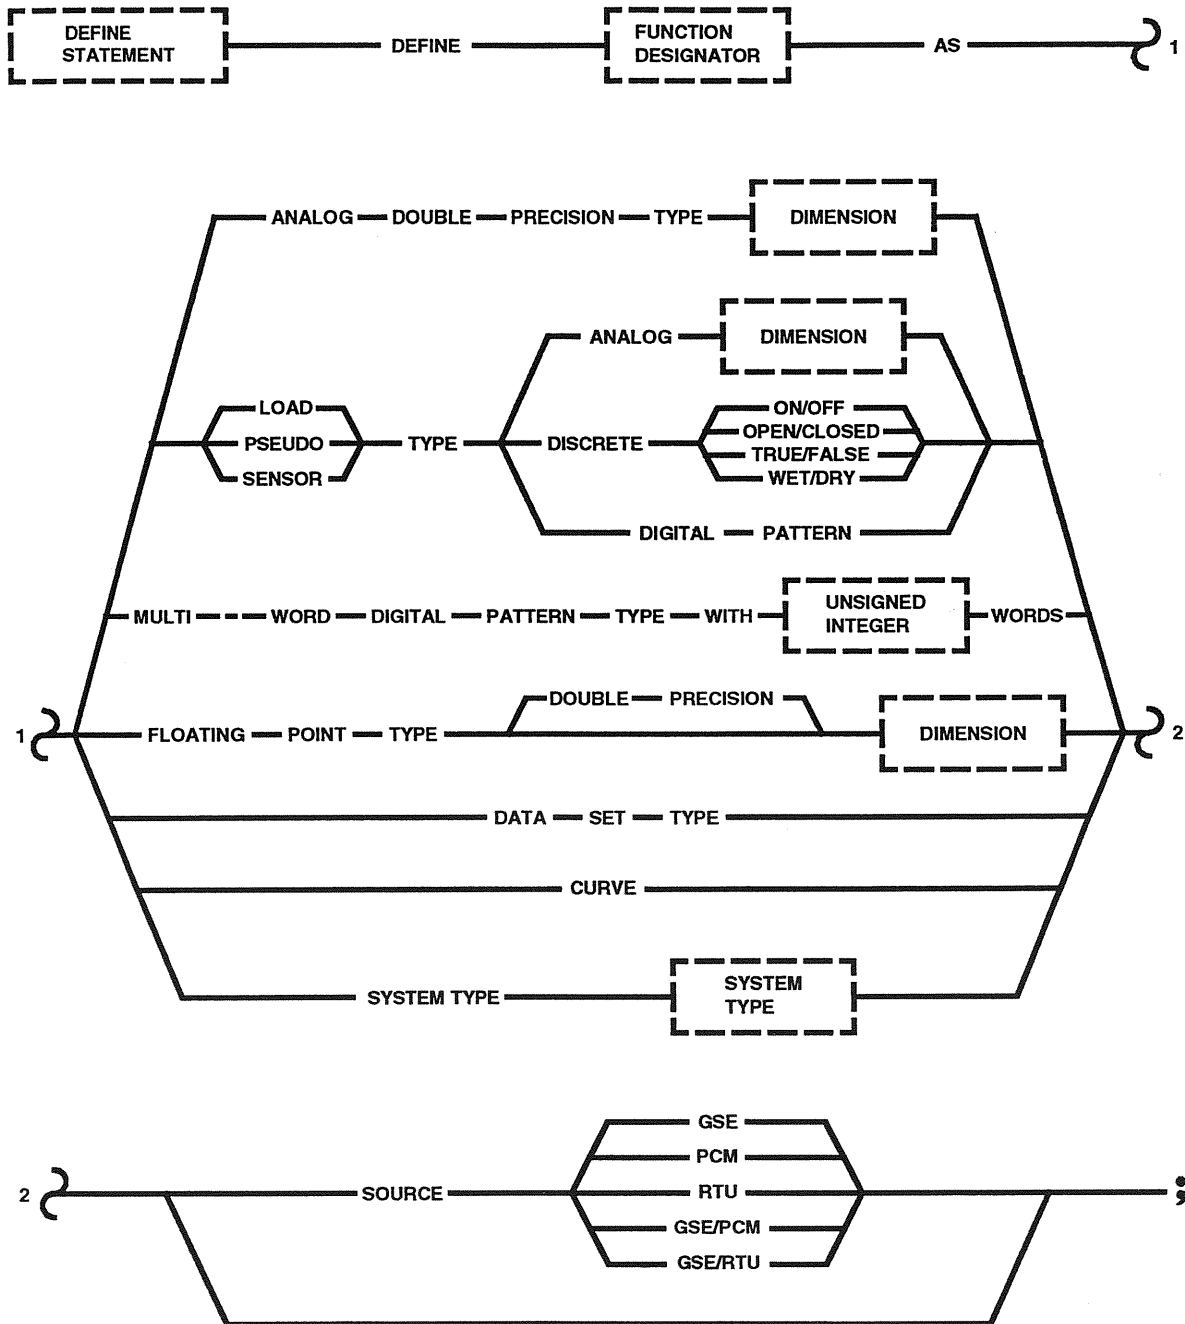 DEFINE
STATEMENT
DEFINE
FUNCTION
DESIGNATOR
AS
1
ANALOG DOUBLE PRECISION TYPE DIMENSION
ANALOG DIMENSION
LOAD
PSEUDO
SENSOR
TYPE
DISCRETE
ON/OFF
OPEN/CLOSED
TRUE/FALSE
WET/DRY
DIGITAL PATTERN
MULTI - WORD DIGITAL PATTERN TYPE WITH
UNSIGNED
INTEGER
WORDS
1
FLOATING POINT TYPE
DOUBLE PRECISION
DIMENSION
2
DATA SET TYPE
CURVE
SYSTEM TYPE
SYSTEM
TYPE
2
SOURCE
GSE
PCM
RTU
GSE/PCM
GSE/RTU
;